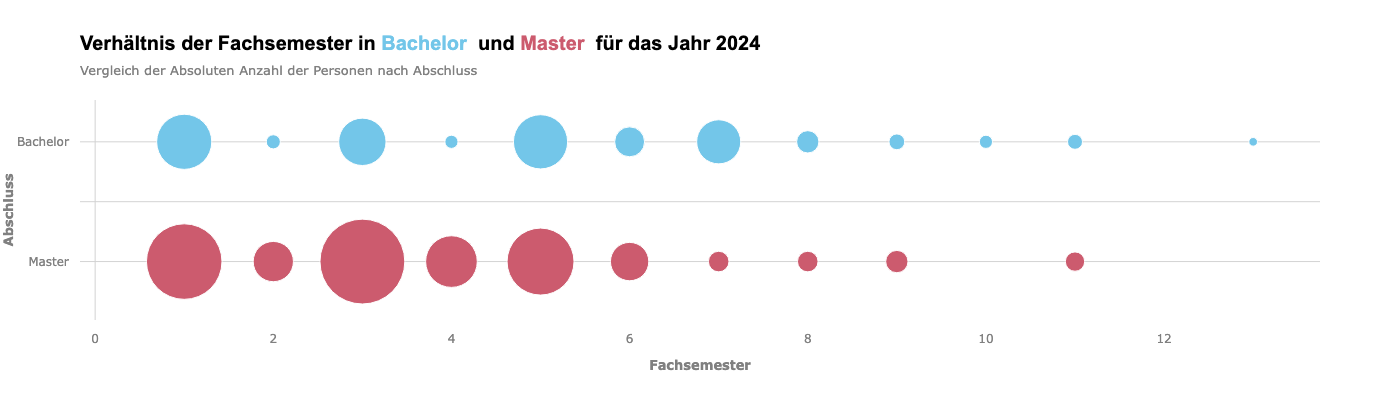 Verhältnis der Fachsemester in Bachelor und Master für das Jahr 2024
Vergleich der Absoluten Anzahl der Personen nach Abschluss
Bachelor
Abschluss
Master
0 2 4 6 8 10 12
Fachsemester